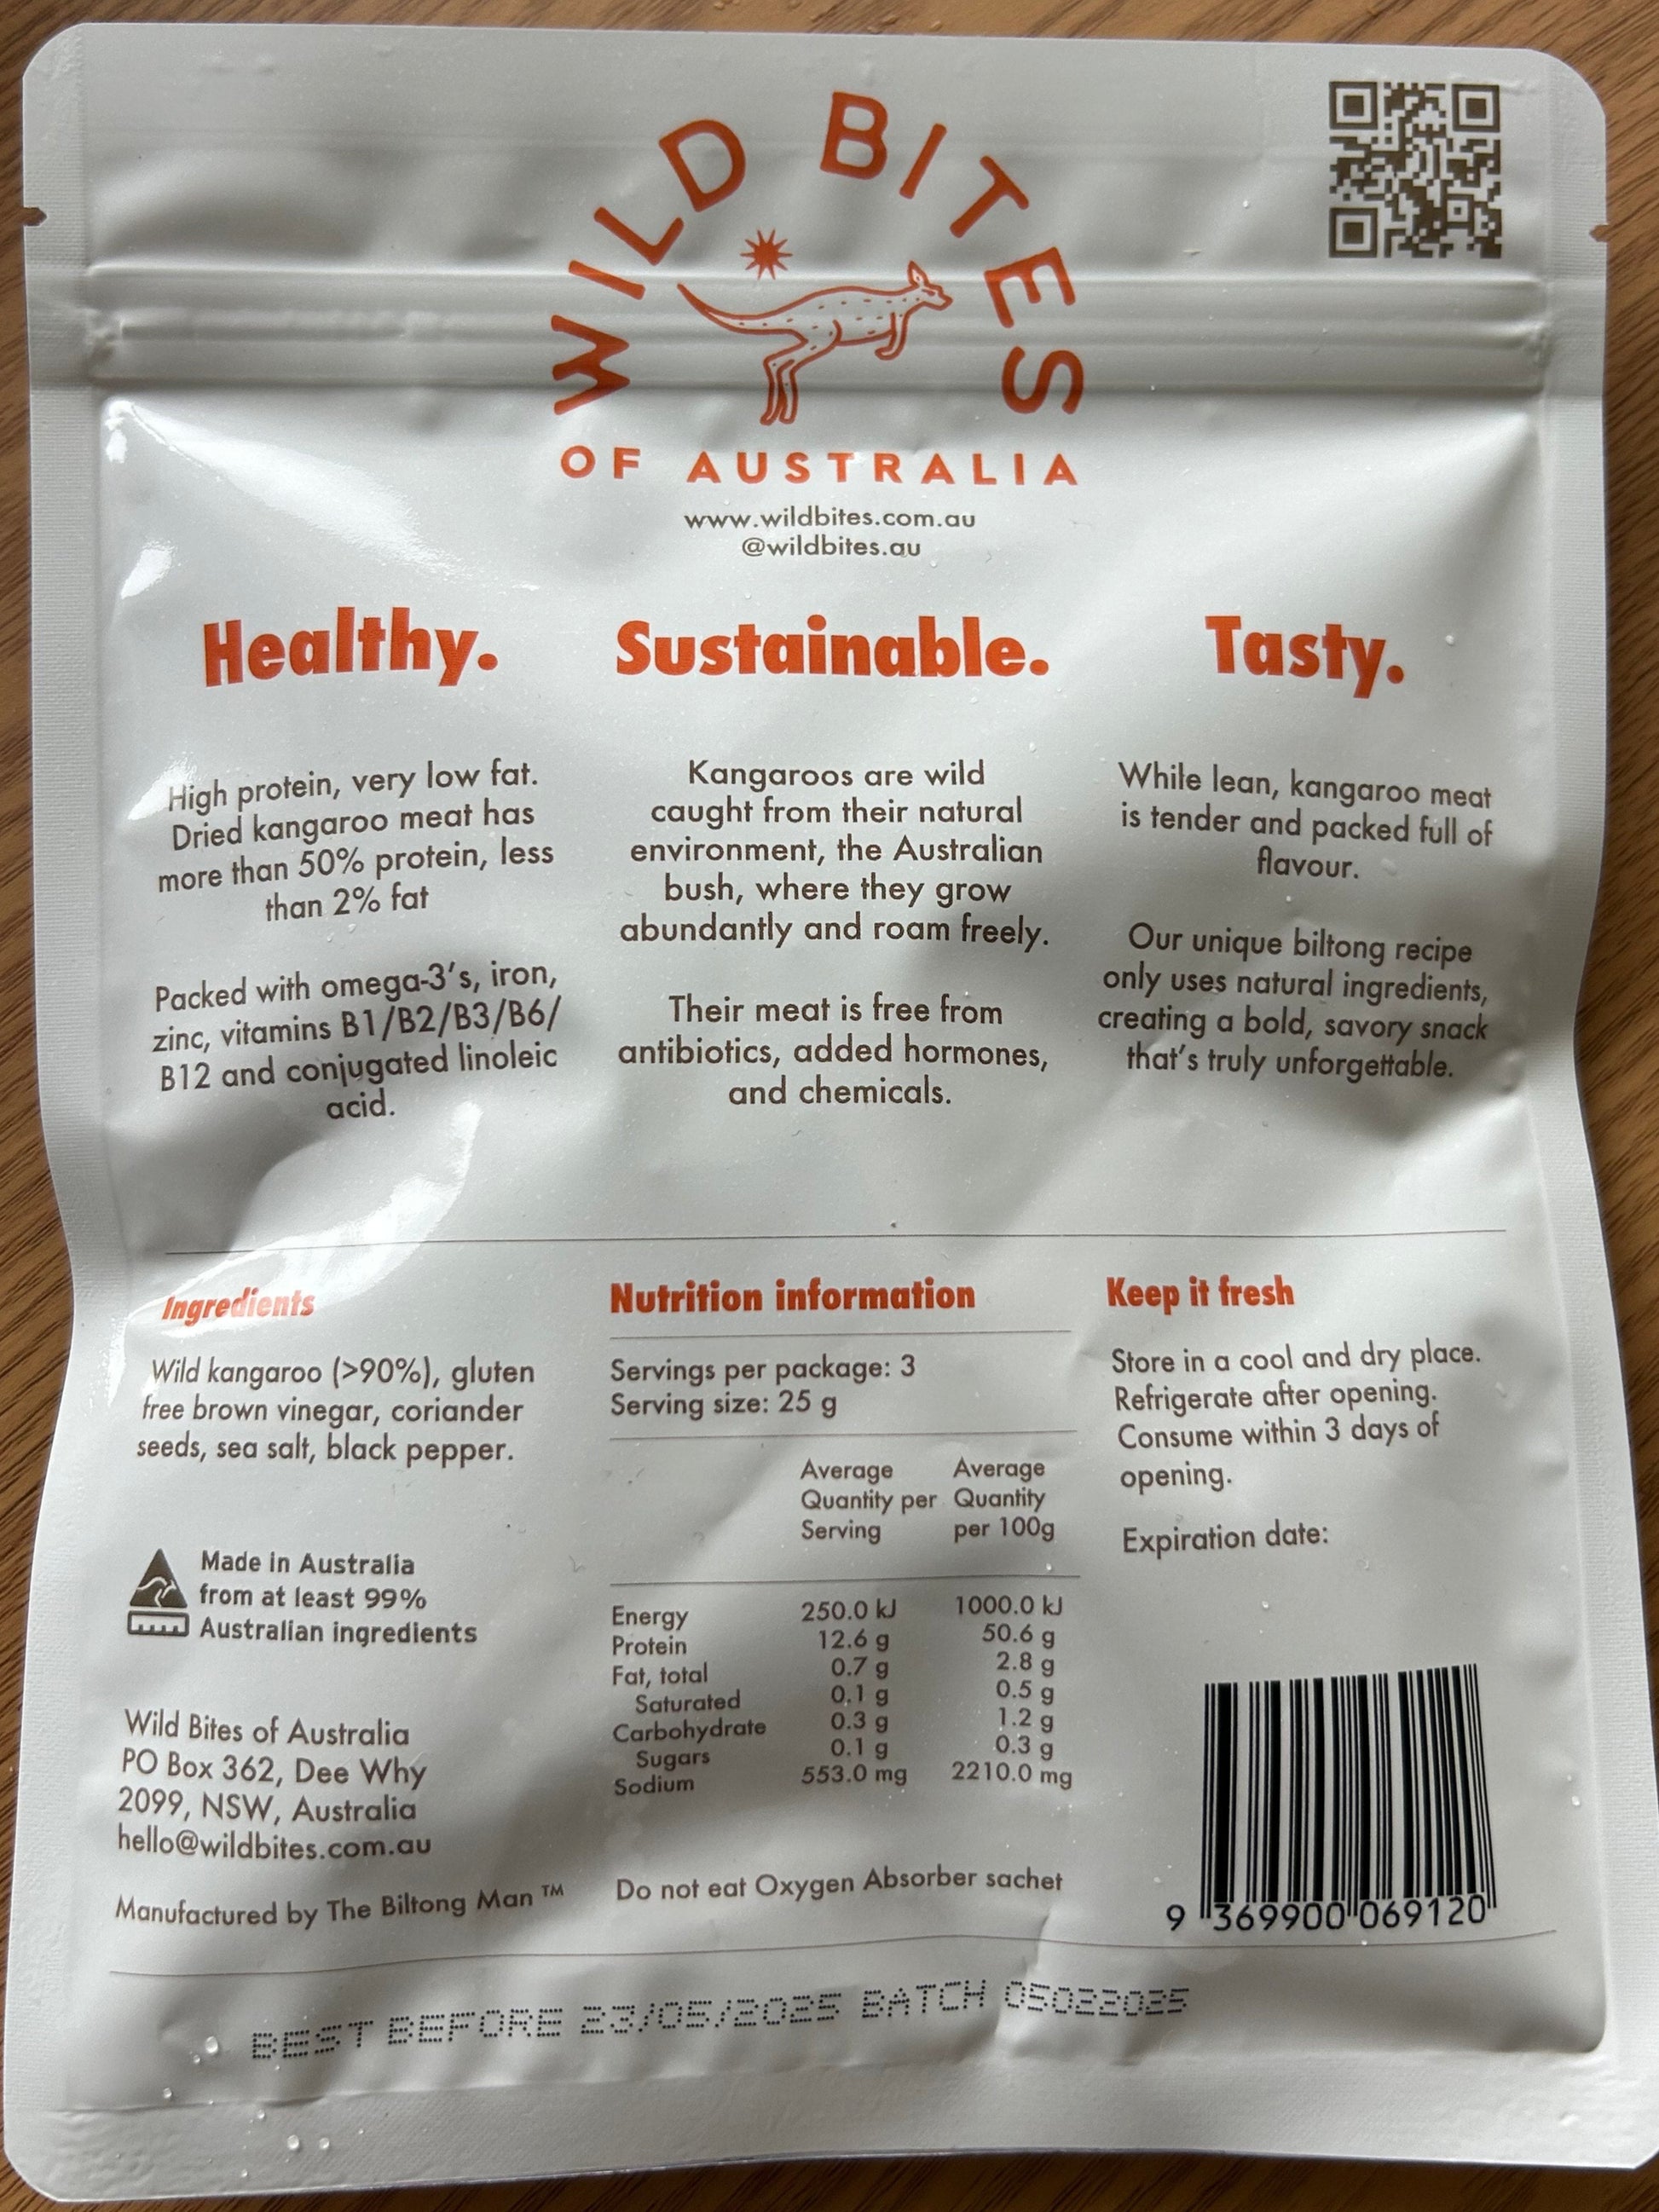 WILD BITES
OF AUSTRALIA
www.wildbites.com.au
@wildbites.au
Healthy.
High protein, very low fat.
Dried kangaroo meat has
more than 50% protein, less
than 2% fat
Packed with omega-3's, iron,
zinc, vitamins B1/B2/B3/B6/
B12 and conjugated linoleic
acid.
Sustainable.
Kangaroos are wild
caught from their natural
environment, the Australian
bush, where they grow
abundantly and roam freely.
Their meat is free from
antibiotics, added hormones,
and chemicals.
Tasty.
While lean, kangaroo meat
is tender and packed full of
flavour.
Our unique biltong recipe
only uses natural ingredients,
creating a bold, savory snack
that's truly unforgettable.
Ingredients
Wild kangaroo (>90%), gluten
free brown vinegar, coriander
seeds, sea salt, black pepper.
Made in Australia
from at least 99%
Australian ingredients
Wild Bites of Australia
PO Box 362, Dee Why
2099, NSW, Australia
hello@wildbites.com.au
Manufactured by The Biltong Man ™
Nutrition information
Servings per package: 3
Serving size: 25 g
Average Quantity per Serving
Average Quantity per 100g
Energy 250.0 kJ 1000.0 kJ
Protein 12.6 g 50.6 g
Fat, total 0.7 g 2.8 g
Saturated 0.1 g 0.5 g
Carbohydrate 0.3 g 1.2 g
Sugars 0.1 g 0.3 g
Sodium 553.0 mg 2210.0 mg
Do not eat Oxygen Absorber sachet
Keep it fresh
Store in a cool and dry place.
Refrigerate after opening.
Consume within 3 days of
opening.
Expiration date:
9 369900 069120
BEST BEFORE 23/05/2025 BATCH 05022025